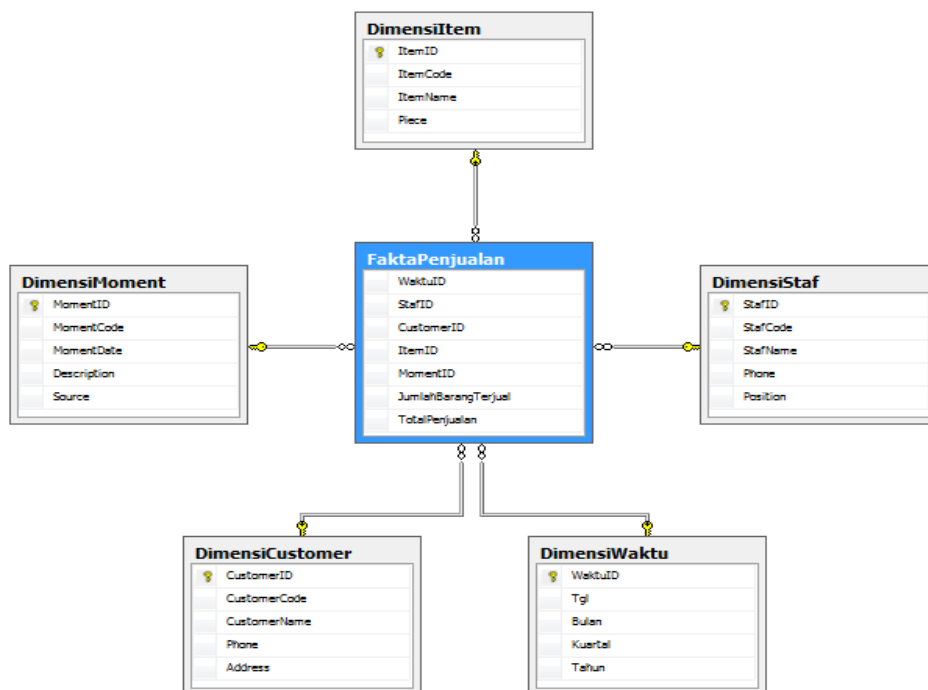 DimensiItem
ItemID
ItemCode
ItemName
Piece
FaktaPenjualan
WaktuID
StafID
CustomerID
ItemID
MomentID
JumlahBarangTerjual
TotalPenjualan
DimensiMoment
MomentID
MomentCode
MomentDate
Description
Source
DimensiStaf
StafID
StafCode
StafName
Phone
Position
DimensiCustomer
CustomerID
CustomerCode
CustomerName
Phone
Address
DimensiWaktu
WaktuID
Tgl
Bulan
Kuartal
Tahun